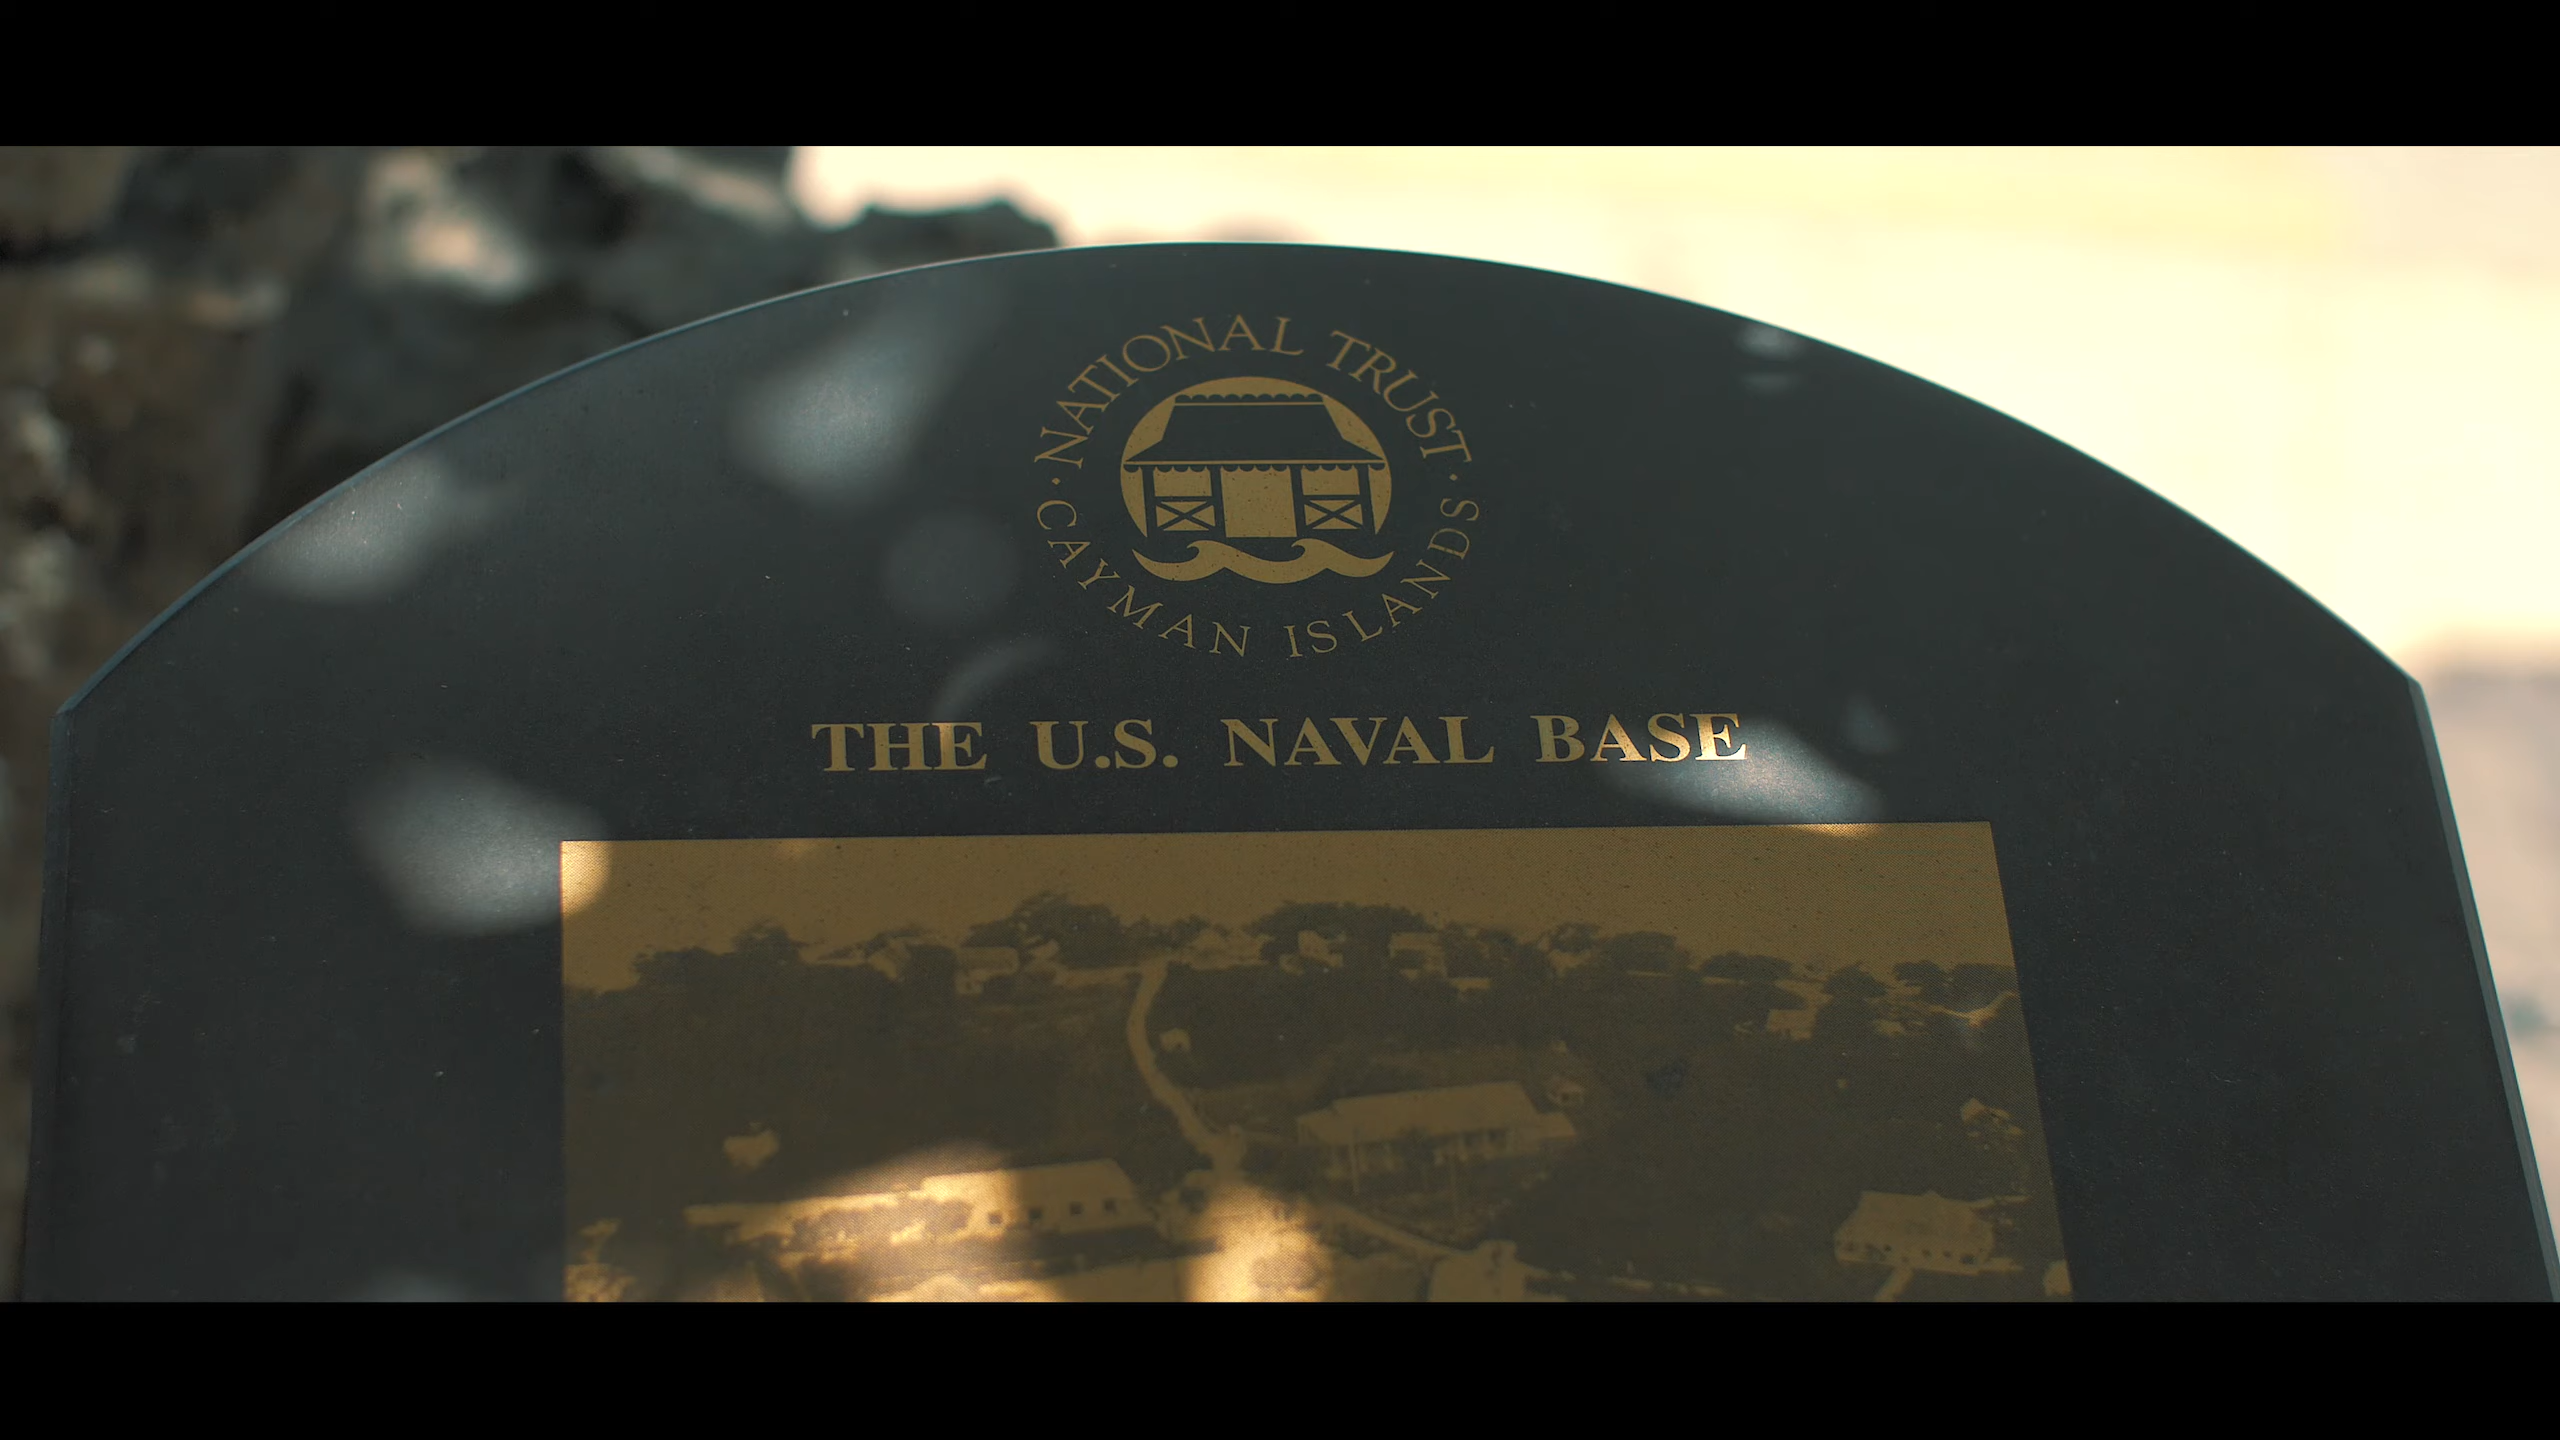 NATIONAL TRUST
· CAYMAN ISLANDS ·
THE U.S. NAVAL BASE